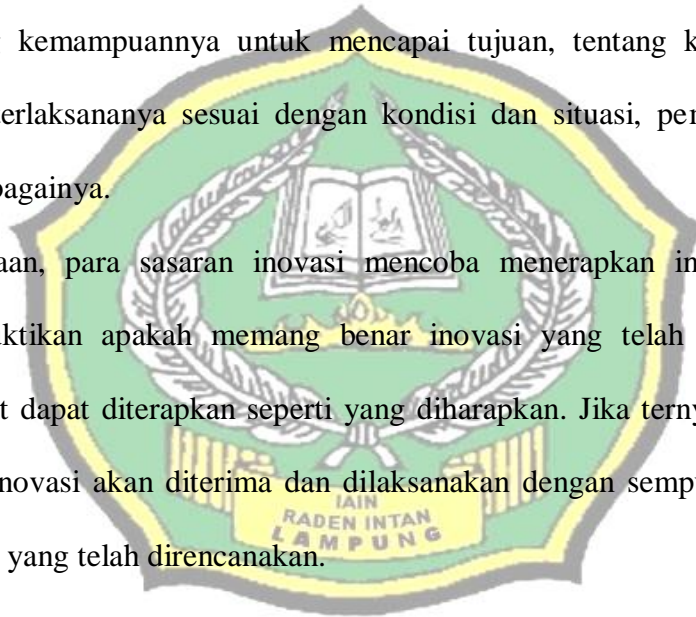 kemampuannya untuk mencapai tujuan, tentang k
erlaksananya sesuai dengan kondisi dan situasi, per
bagainya.
aan, para sasaran inovasi mencoba menerapkan in
aktikan apakah memang benar inovasi yang telah
t dapat diterapkan seperti yang diharapkan. Jika terny
novasi akan diterima dan dilaksanakan dengan semp
yang telah direncanakan.
IAIN
RADEN INTAN
LAMPUNG